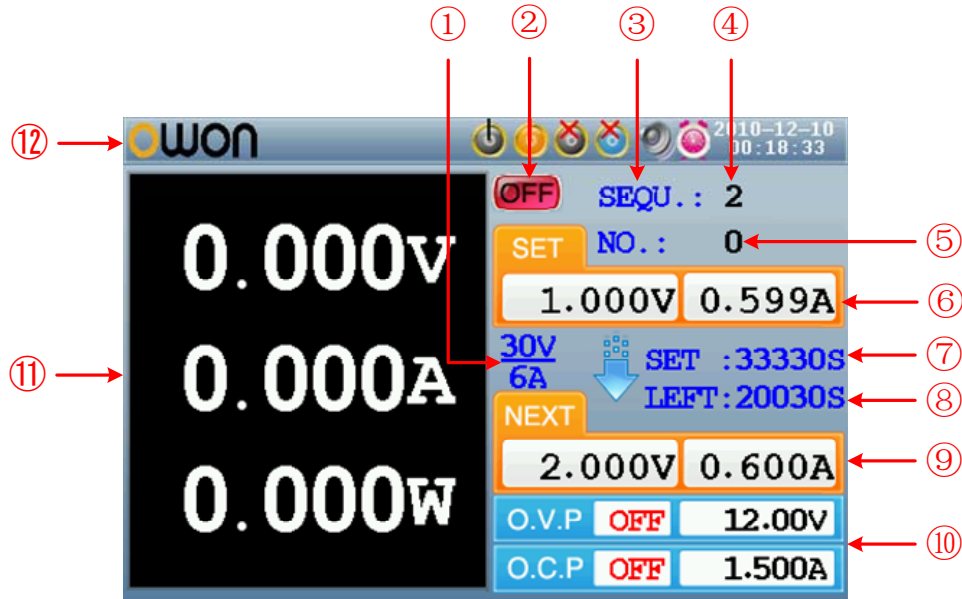 ① ② ③ ④
⑫ owon 2010-12-10
00:18:33
OFF SEQU.: 2
NO.: 0 ⑤
SET
0.000V
1.000V 0.599A ⑥
30V
6A
SET :33330S ⑦
LEFT:20030S ⑧
⑪ 0.000A
NEXT
2.000V 0.600A ⑨
0.000W
O.V.P OFF 12.00V
⑩
O.C.P OFF 1.500A